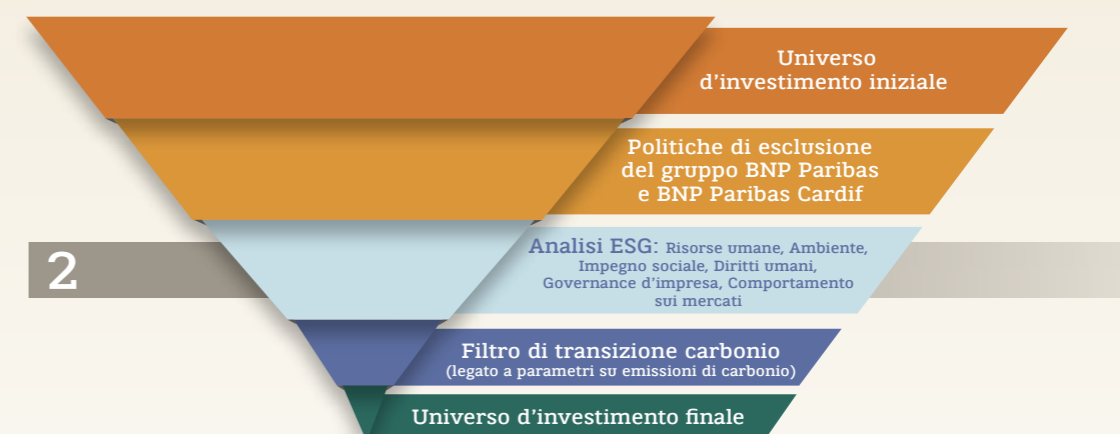 Universo
d'investimento iniziale
Politiche di esclusione
del gruppo BNP Paribas
e BNP Paribas Cardif
2
Analisi ESG: Risorse umane, Ambiente,
Impegno sociale, Diritti umani,
Governance d'impresa, Comportamento
sui mercati
Filtro di transizione carbonio
(legato a parametri su emissioni di carbonio)
Universo d'investimento finale